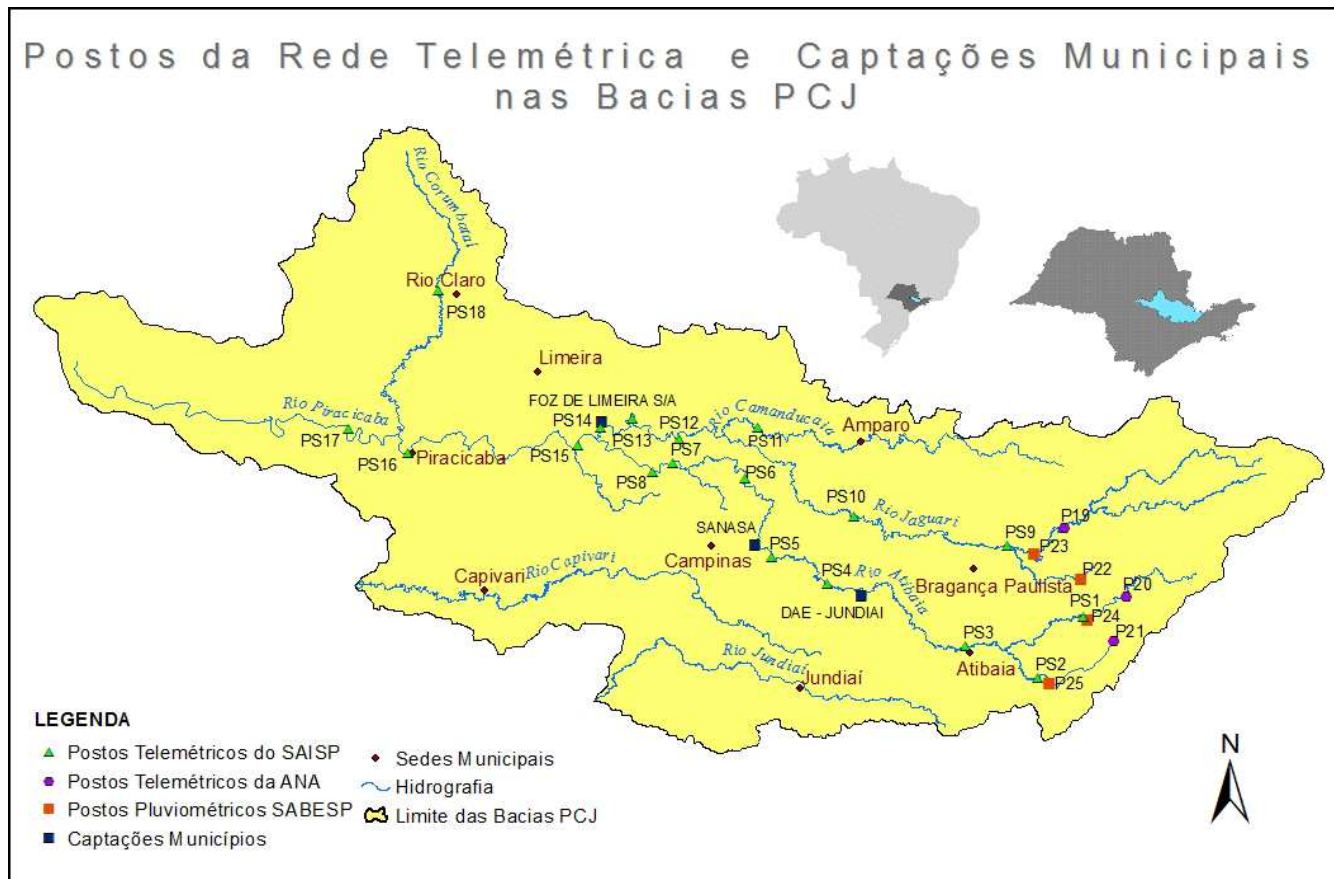 Postos da Rede Telemétrica e Captações Municipais
nas Bacias PCJ
Rio Corumbataí
Rio Claro
PS18
Limeira
FOZ DE LIMEIRA S/A
Rio Piracicaba
PS17
PS16
Piracicaba
PS14
PS13
PS15
PS12
PS7
PS8
Rio Camanducaia
PS11
Amparo
PS6
PS10
Rio Jaguari
PS9
P19
P23
SANASA
Campinas
PS5
PS4
Rio Atibaia
DAE - JUNDIAI
Bragança Paulista
P22
P20
PS1
P24
P21
Capivari
Rio Capivari
PS3
Atibaia
PS2
P25
Rio Jundiaí
Jundiaí
LEGENDA
Postos Telemétricos do SAISP
Postos Telemétricos da ANA
Postos Pluviométricos SABESP
Captações Municípios
Sedes Municipais
Hidrografia
Limite das Bacias PCJ
N